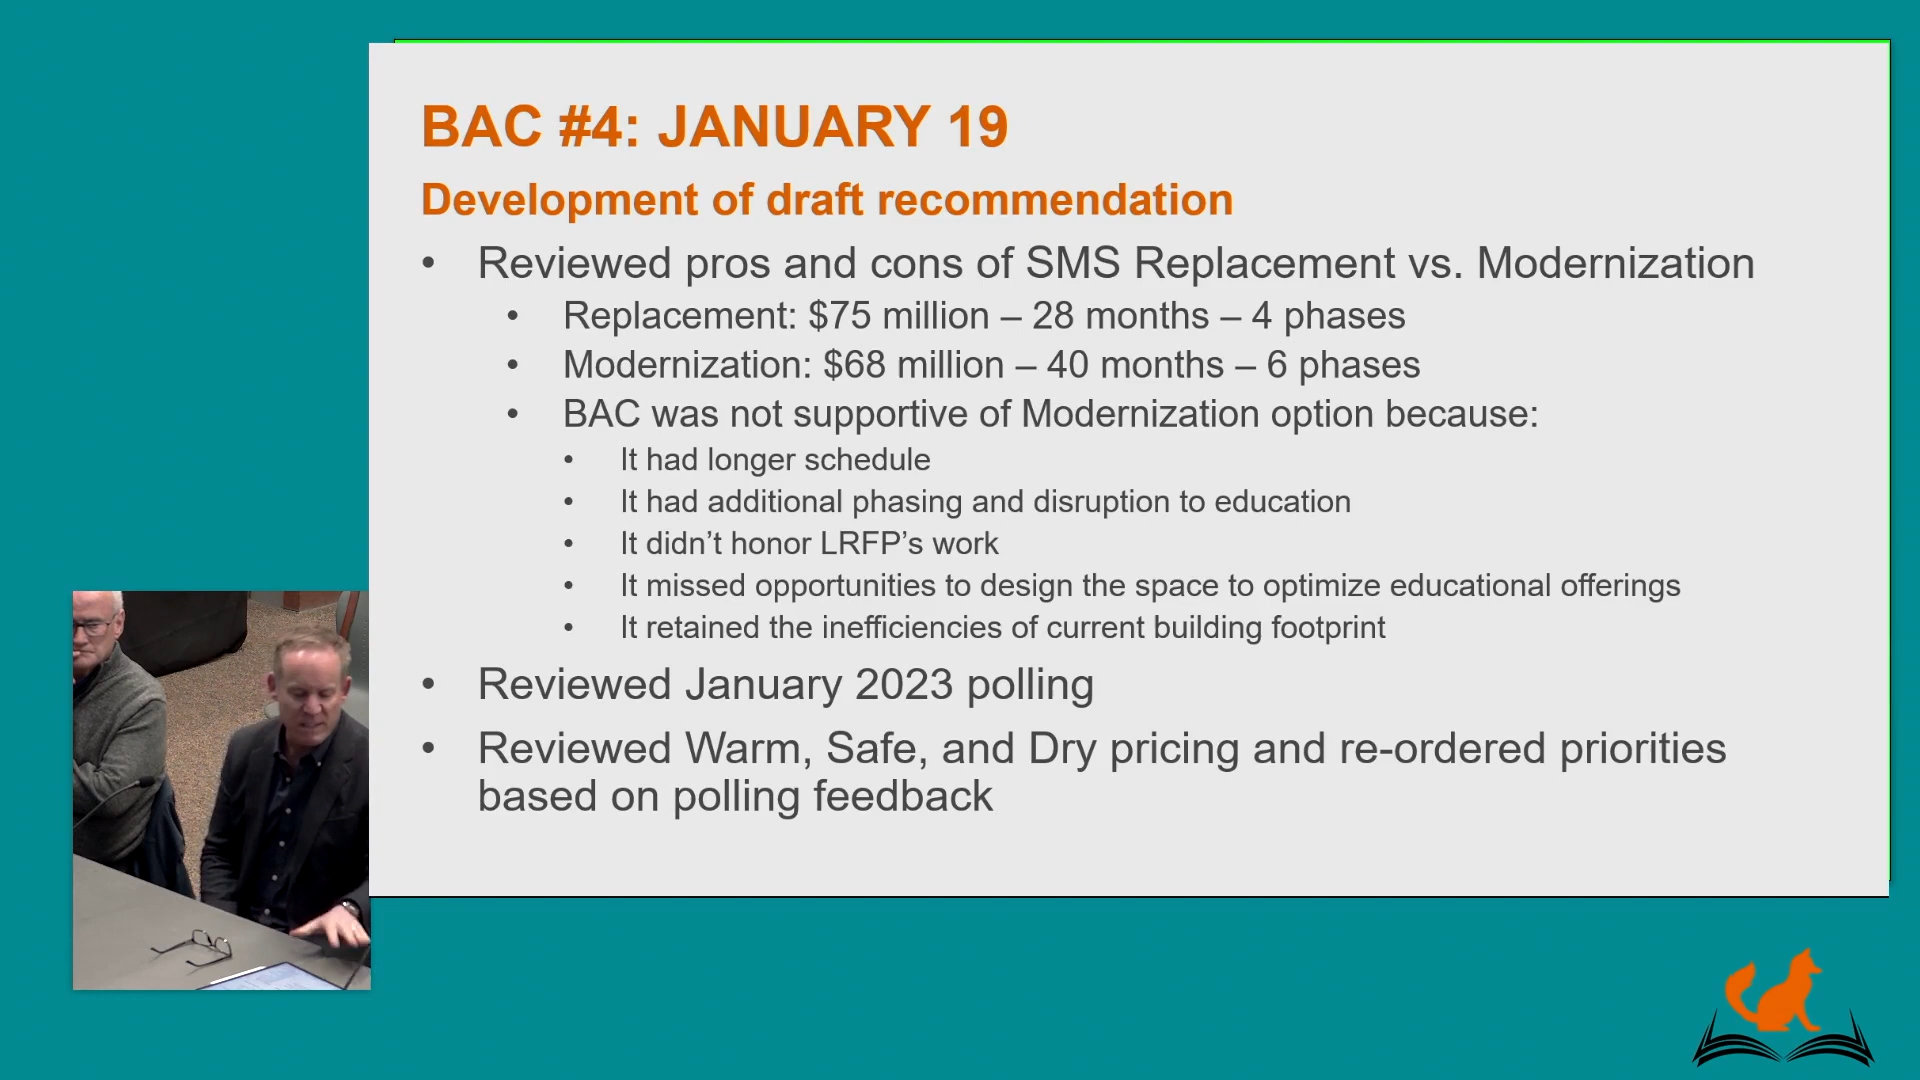 BAC #4: JANUARY 19
Development of draft recommendation
• Reviewed pros and cons of SMS Replacement vs. Modernization
• Replacement: $75 million – 28 months – 4 phases
• Modernization: $68 million – 40 months – 6 phases
• BAC was not supportive of Modernization option because:
• It had longer schedule
• It had additional phasing and disruption to education
• It didn’t honor LRFP’s work
• It missed opportunities to design the space to optimize educational offerings
• It retained the inefficiencies of current building footprint
• Reviewed January 2023 polling
• Reviewed Warm, Safe, and Dry pricing and re-ordered priorities
based on polling feedback